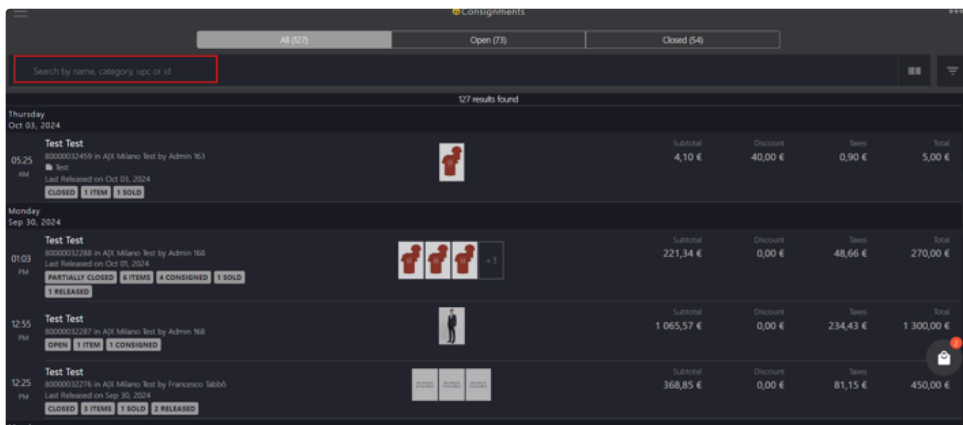 Consignments
All (127) Open (73) Closed (54)
Search by name, category, upc or id
127 results found
Thursday
Oct 03, 2024
05:25
AM
Test Test
80000032459 in A|X Milano Test by Admin 163
Test
Last Released on Oct 03, 2024
CLOSED 1 ITEM 1 SOLD
Subtotal Discount Taxes Total
4,10 € 40,00 € 0,90 € 5,00 €
Monday
Sep 30, 2024
01:03
PM
Test Test
80000032288 in A|X Milano Test by Admin 168
Last Released on Oct 01, 2024
PARTIALLY CLOSED 6 ITEMS 4 CONSIGNED 1 SOLD
1 RELEASED
+3
Subtotal Discount Taxes Total
221,34 € 0,00 € 48,66 € 270,00 €
12:55
PM
Test Test
80000032287 in A|X Milano Test by Admin 168
OPEN 1 ITEM 1 CONSIGNED
Subtotal Discount Taxes Total
1 065,57 € 0,00 € 234,43 € 1 300,00 €
2
12:25
PM
Test Test
80000032276 in A|X Milano Test by Francesco Tabbò
Last Released on Sep 30, 2024
CLOSED 3 ITEMS 1 SOLD 2 RELEASED
Subtotal Discount Taxes Total
368,85 € 0,00 € 81,15 € 450,00 €